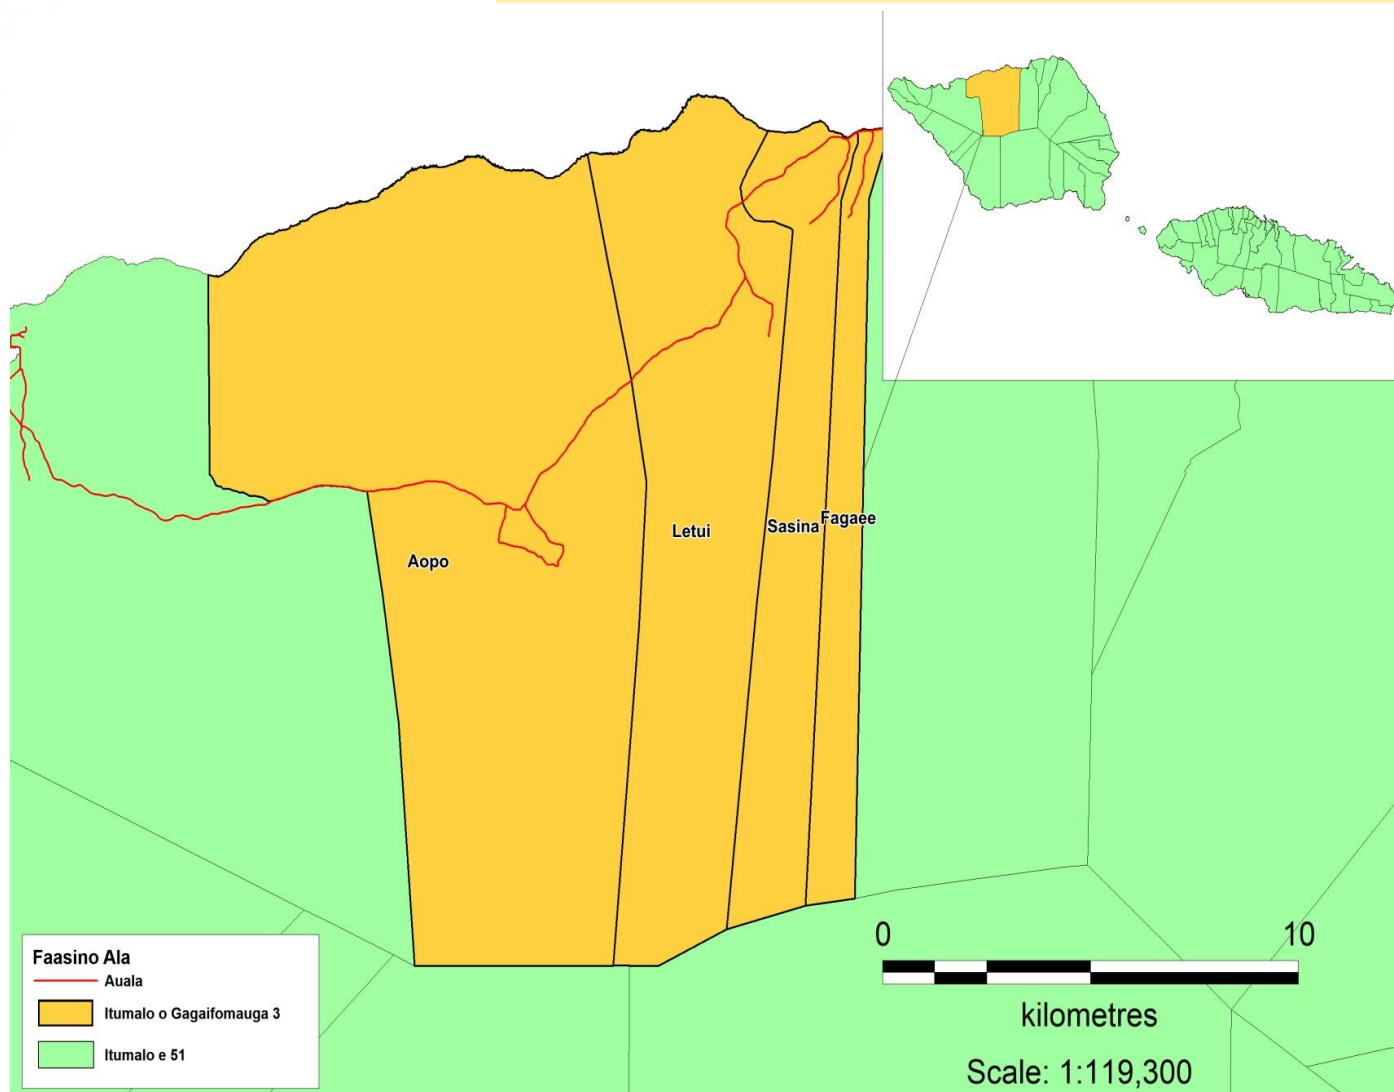 Aopo
Letui
Sasina
Fagaee
Faasino Ala
Auala
Itumalo o Gagaifomauga 3
Itumalo e 51
0 10
kilometres
Scale: 1:119,300